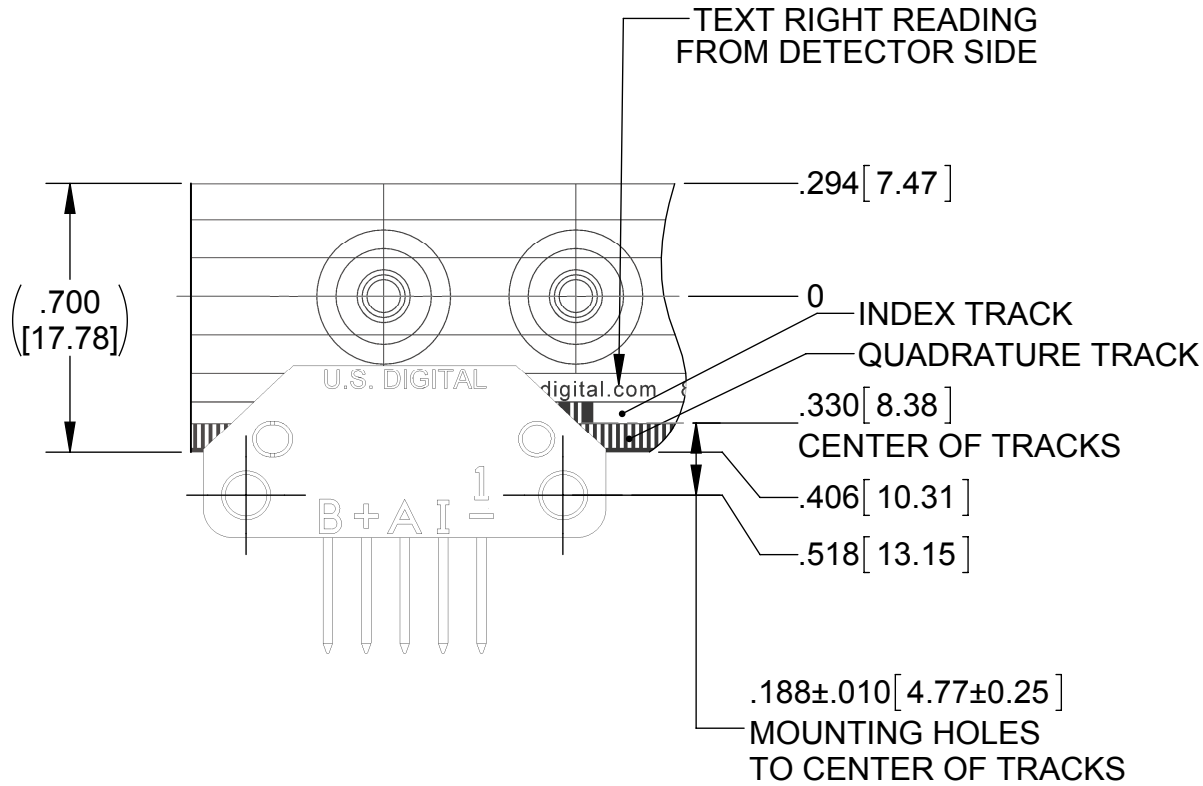 TEXT RIGHT READING
FROM DETECTOR SIDE
.294[ 7.47 ]
( .700
[17.78] )
0
INDEX TRACK
QUADRATURE TRACK
U.S. DIGITAL
digital.com
.330[ 8.38 ]
CENTER OF TRACKS
.406[ 10.31 ]
1
B + A I -
.518[ 13.15 ]
.188±.010[ 4.77±0.25 ]
MOUNTING HOLES
TO CENTER OF TRACKS